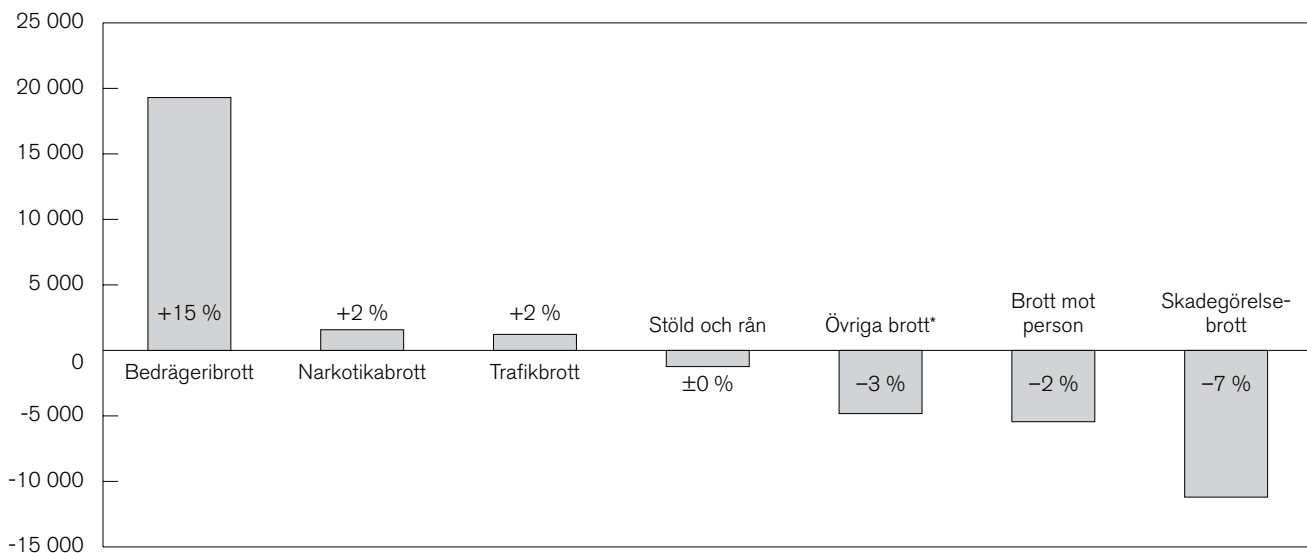 25 000
20 000
15 000
10 000
5 000
0
-5 000
-10 000
-15 000
+15 %
Bedrägeribrott
+2 %
Narkotikabrott
+2 %
Trafikbrott
Stöld och rån
±0 %
Övriga brott*
–3 %
Brott mot
person
–2 %
Skadegörelse-
brott
–7 %